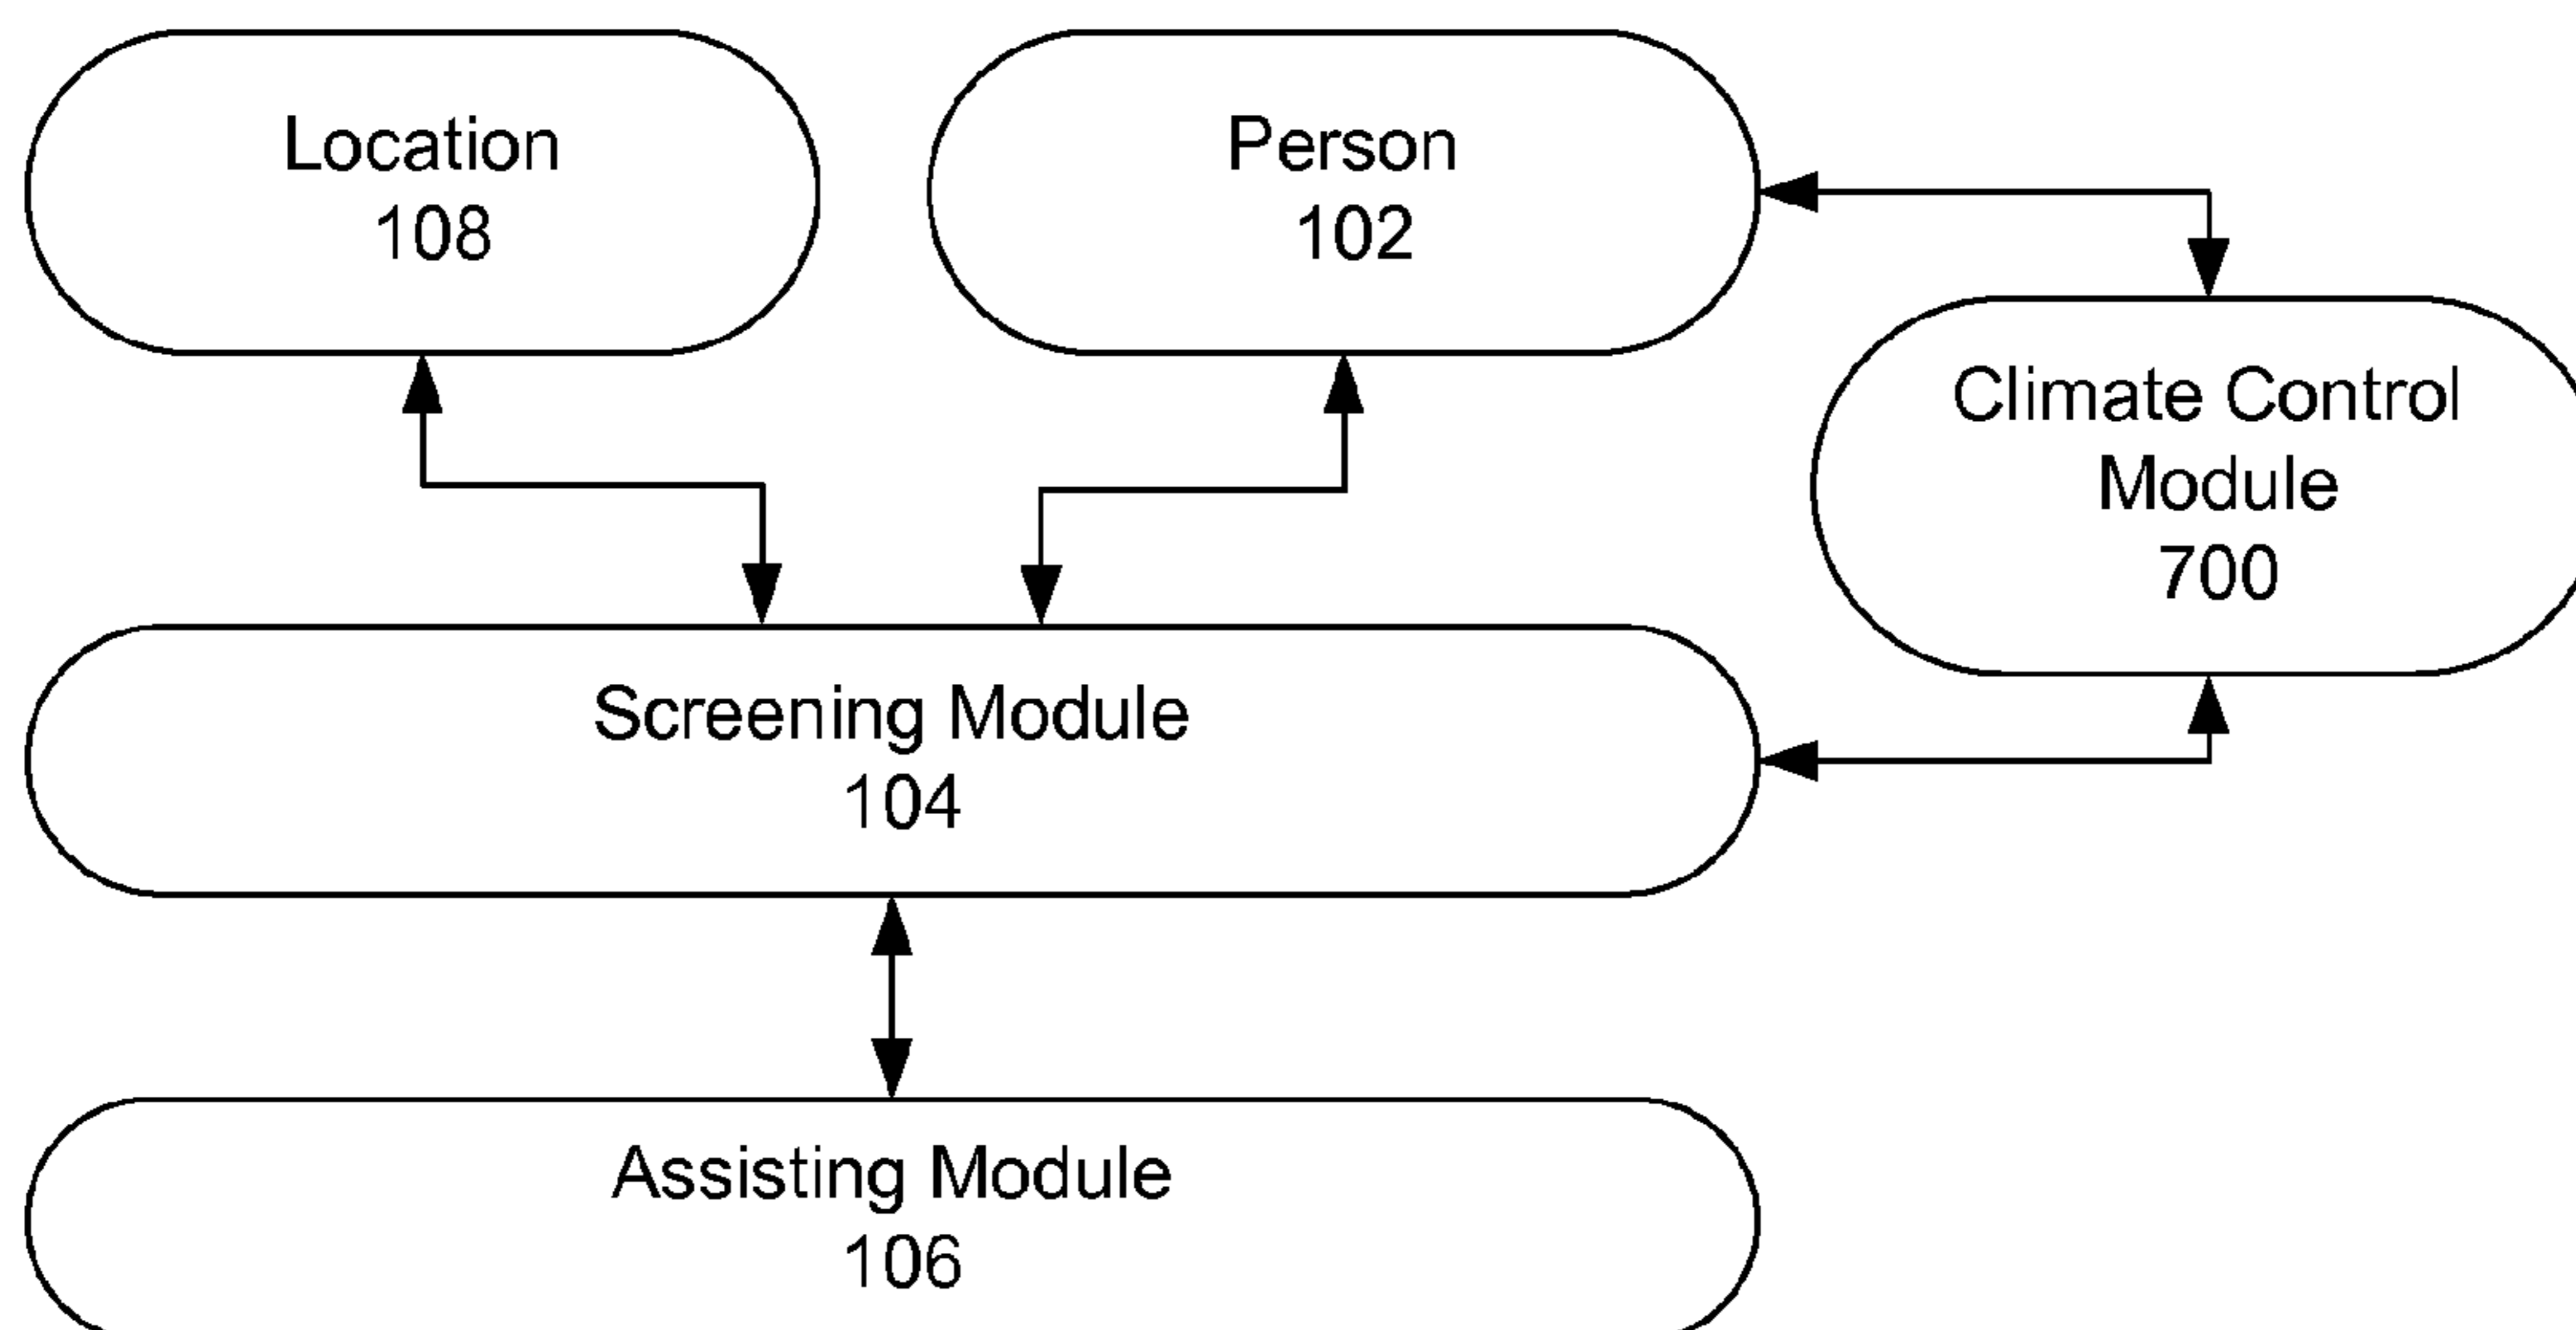 Location
108
Person
102
Climate Control
Module
700
Screening Module
104
Assisting Module
106